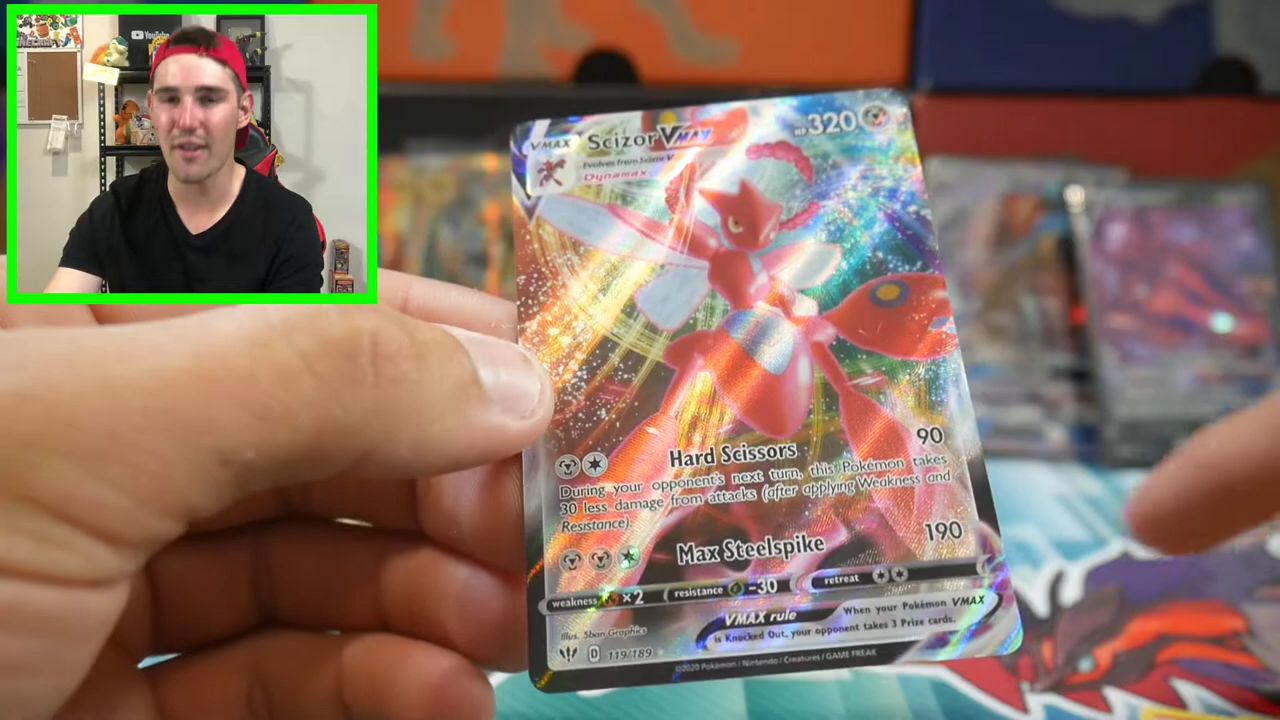 YouTube
VMAX Scizor VMAX HP 320
Evolves from Scizor V
Dynamax
Hard Scissors 90
During your opponent's next turn, this Pokémon takes
30 less damage from attacks (after applying Weakness and
Resistance).
Max Steelspike 190
weakness ×2 resistance -30 retreat
VMAX rule When your Pokémon VMAX
is Knocked Out, your opponent takes 3 Prize cards.
Illus. 5ban Graphics
D 119/189
©2020 Pokémon / Nintendo / Creatures / GAME FREAK